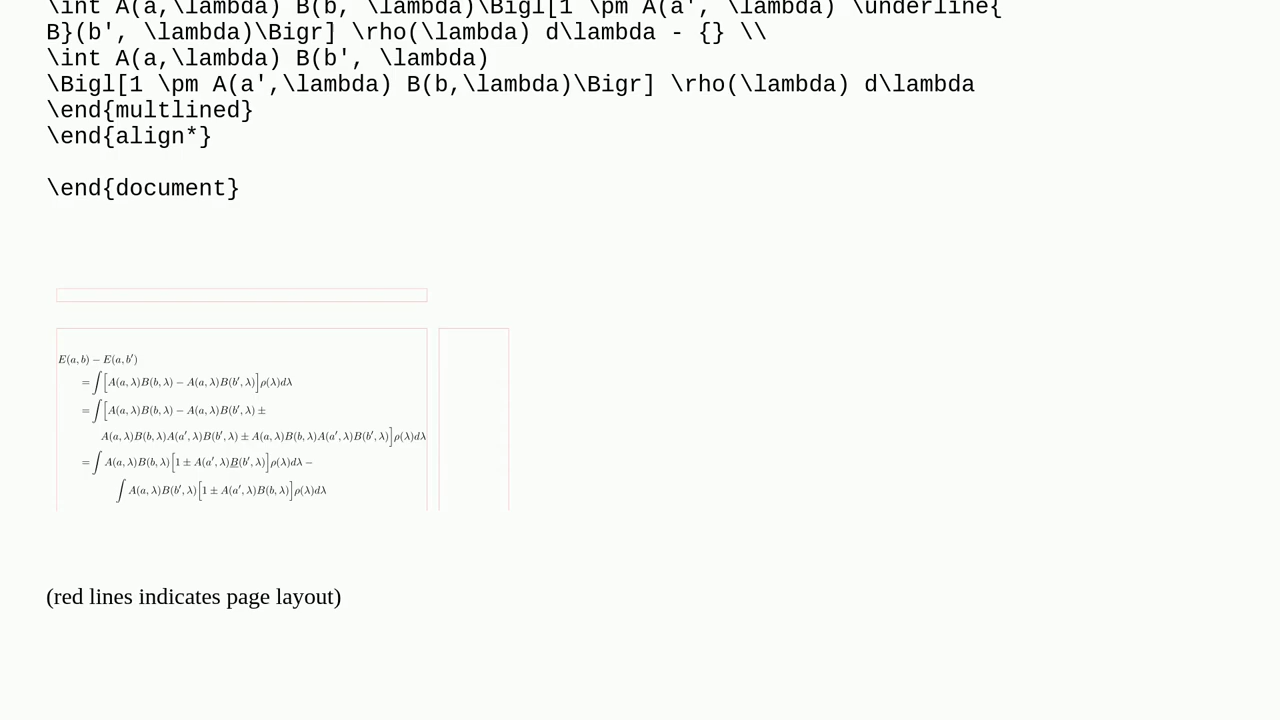 \int A(a,\lambda) B(b, \lambda)\Bigl[1 \pm A(a', \lambda) \underline{
B}(b', \lambda)\Bigr] \rho(\lambda) d\lambda - {} \\
\int A(a,\lambda) B(b', \lambda)
\Bigl[1 \pm A(a',\lambda) B(b,\lambda)\Bigr] \rho(\lambda) d\lambda
\end{multlined}
\end{align*}
\end{document}
E(a, b) − E(a, b′)
= ∫ [A(a, λ)B(b, λ) − A(a, λ)B(b′, λ)]ρ(λ)dλ
= ∫ [A(a, λ)B(b, λ) − A(a, λ)B(b′, λ) ±
A(a, λ)B(b, λ)A(a′, λ)B(b′, λ) ± A(a, λ)B(b, λ)A(a′, λ)B(b′, λ)]ρ(λ)dλ
= ∫ A(a, λ)B(b, λ)[1 ± A(a′, λ)B̲(b′, λ)]ρ(λ)dλ −
∫ A(a, λ)B(b′, λ)[1 ± A(a′, λ)B(b, λ)]ρ(λ)dλ
(red lines indicates page layout)